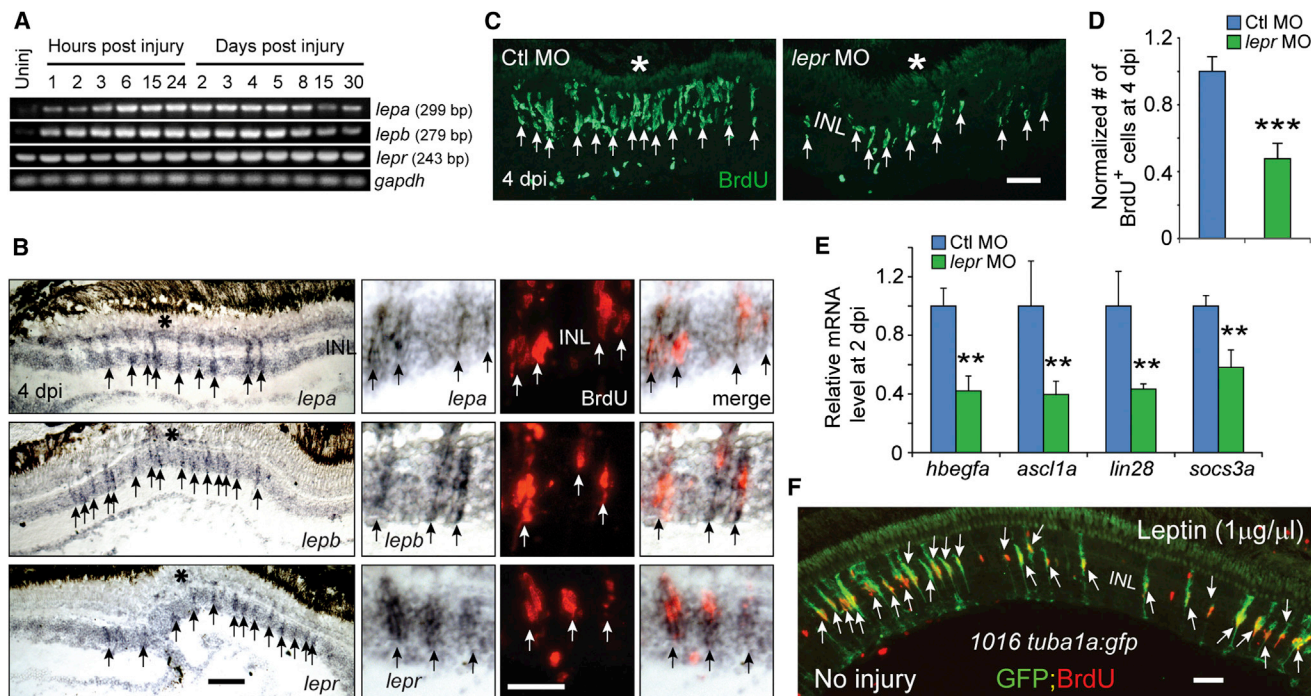 A
Uninj
Hours post injury
Days post injury
1 2 3 6 15 24 2 3 4 5 8 15 30
lepa (299 bp)
lepb (279 bp)
lepr (243 bp)
gapdh
B
*
INL
4 dpi
lepa
lepa
INL
BrdU
merge
*
lepb
lepb
*
lepr
lepr
C
Ctl MO
*
4 dpi
BrdU
lepr MO
*
INL
D
Ctl MO
lepr MO
Normalized # of
BrdU+ cells at 4 dpi
1.2
0.8
0.4
0
***
E
Ctl MO
lepr MO
Relative mRNA
level at 2 dpi
1.2
0.8
0.4
0
**
**
**
**
hbegfa
ascl1a
lin28
socs3a
F
Leptin (1µg/µl)
INL
1016 tuba1a:gfp
No injury
GFP;BrdU